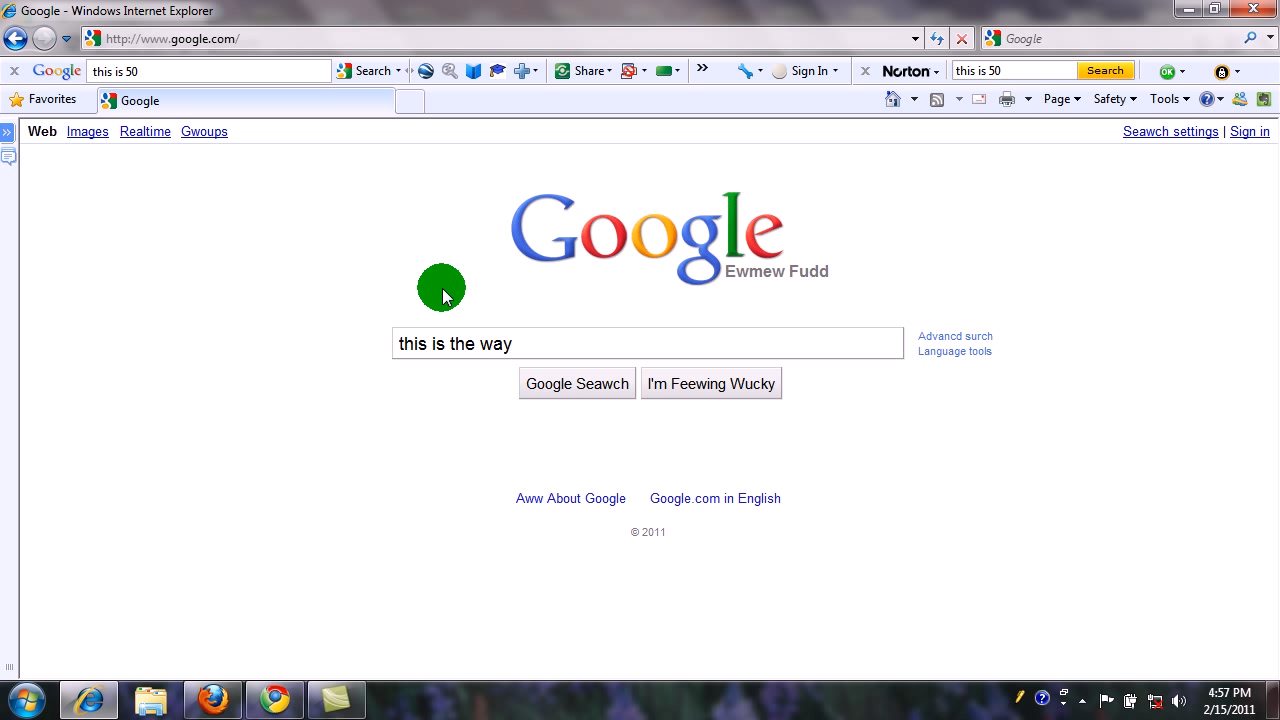 Google - Windows Internet Explorer
http://www.google.com/
Google
Google
this is 50
Search
Share
Sign In
Norton
this is 50
Search
OK
Favorites
Google
Page
Safety
Tools
Web Images Realtime Gwoups
Seawch settings | Sign in
Google
Ewmew Fudd
this is the way
Advancd surch
Language tools
Google Seawch
I'm Feewing Wucky
Aww About Google Google.com in English
© 2011
4:57 PM
2/15/2011